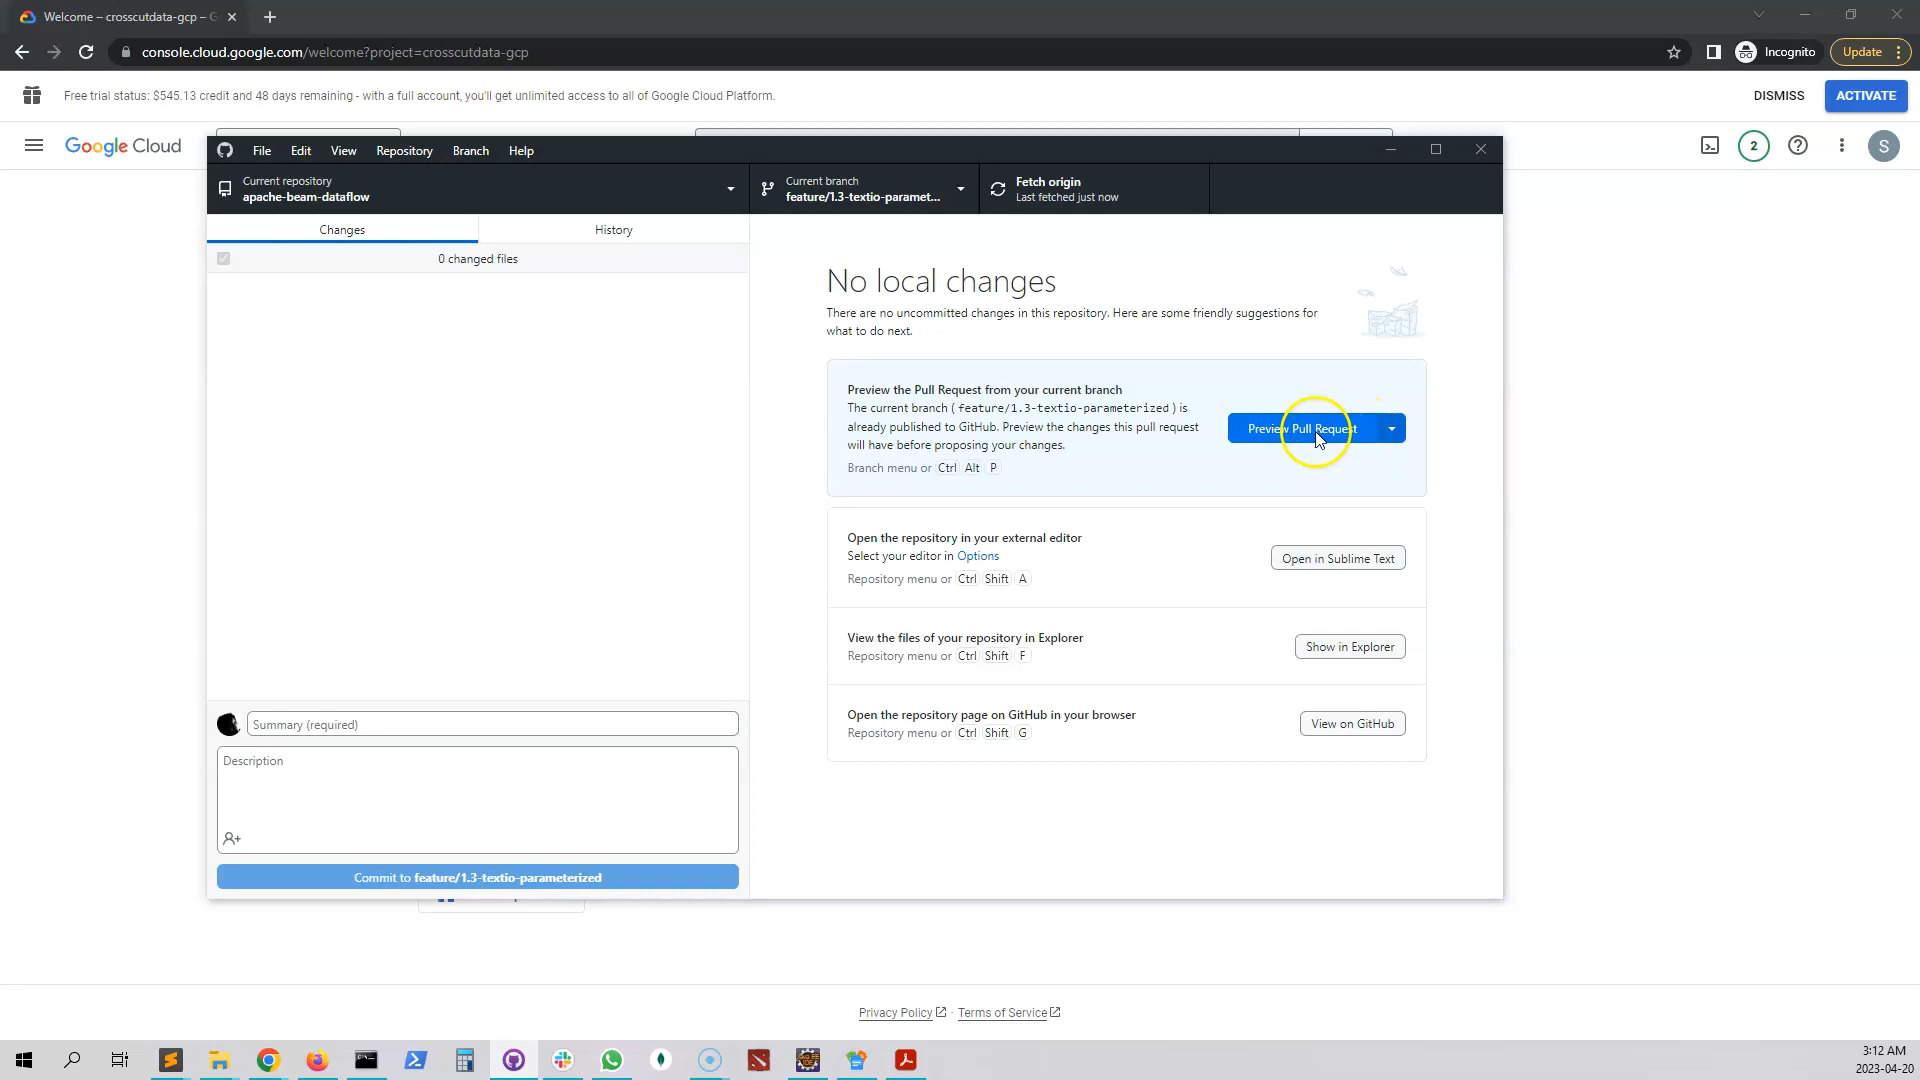 Welcome – crosscutdata-gcp – G
console.cloud.google.com/welcome?project=crosscutdata-gcp
Incognito
Update
Free trial status: $545.13 credit and 48 days remaining - with a full account, you'll get unlimited access to all of Google Cloud Platform.
DISMISS
ACTIVATE
Google Cloud
2
S
File
Edit
View
Repository
Branch
Help
Current repository
apache-beam-dataflow
Current branch
feature/1.3-textio-paramet...
Fetch origin
Last fetched just now
Changes
History
0 changed files
No local changes
There are no uncommitted changes in this repository. Here are some friendly suggestions for
what to do next.
Preview the Pull Request from your current branch
The current branch ( feature/1.3-textio-parameterized ) is
already published to GitHub. Preview the changes this pull request
will have before proposing your changes.
Branch menu or Ctrl Alt P
Preview Pull Request
Open the repository in your external editor
Select your editor in Options
Repository menu or Ctrl Shift A
Open in Sublime Text
View the files of your repository in Explorer
Repository menu or Ctrl Shift F
Show in Explorer
Open the repository page on GitHub in your browser
Repository menu or Ctrl Shift G
View on GitHub
Summary (required)
Description
Commit to feature/1.3-textio-parameterized
Privacy Policy · Terms of Service
3:12 AM
2023-04-20